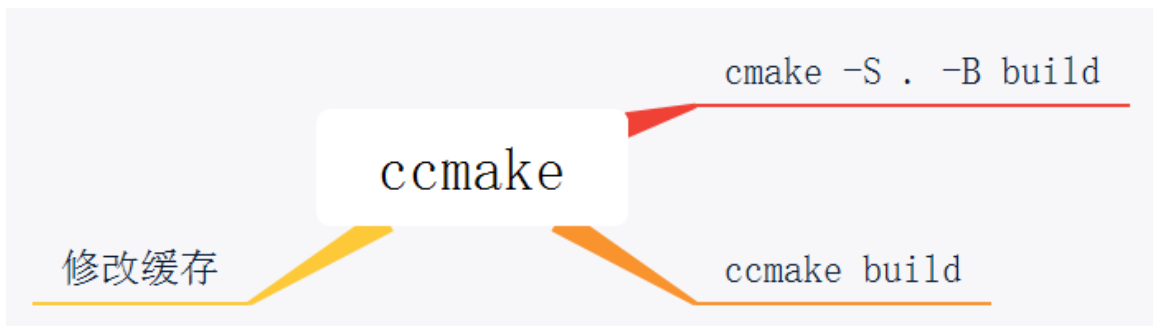 cmake -S . -B build
ccmake
修改缓存
ccmake build